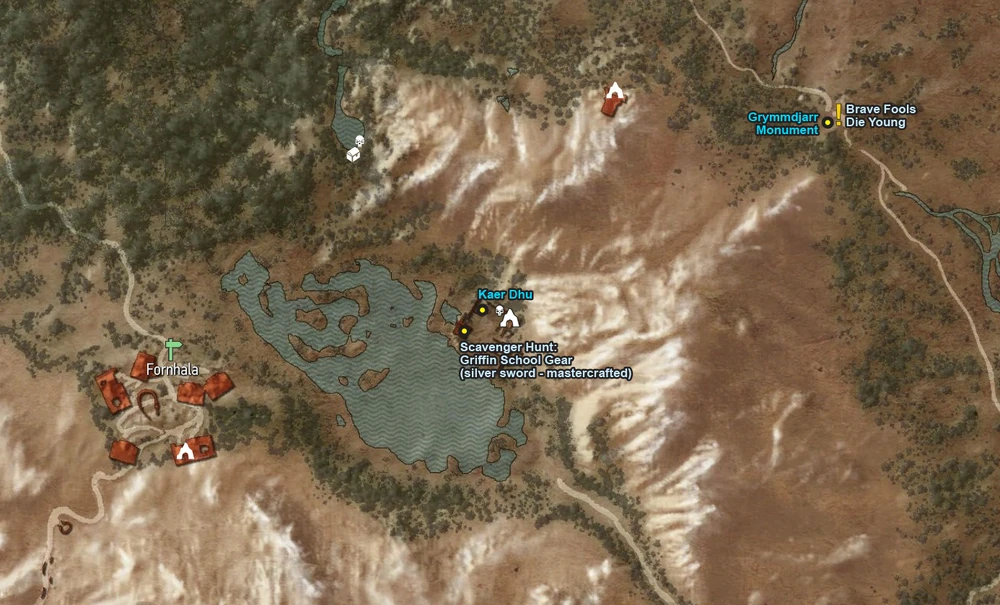 Grymmdjarr
Monument
Brave Fools
Die Young
Kaer Dhu
Scavenger Hunt:
Griffin School Gear
(silver sword - mastercrafted)
Fornhala